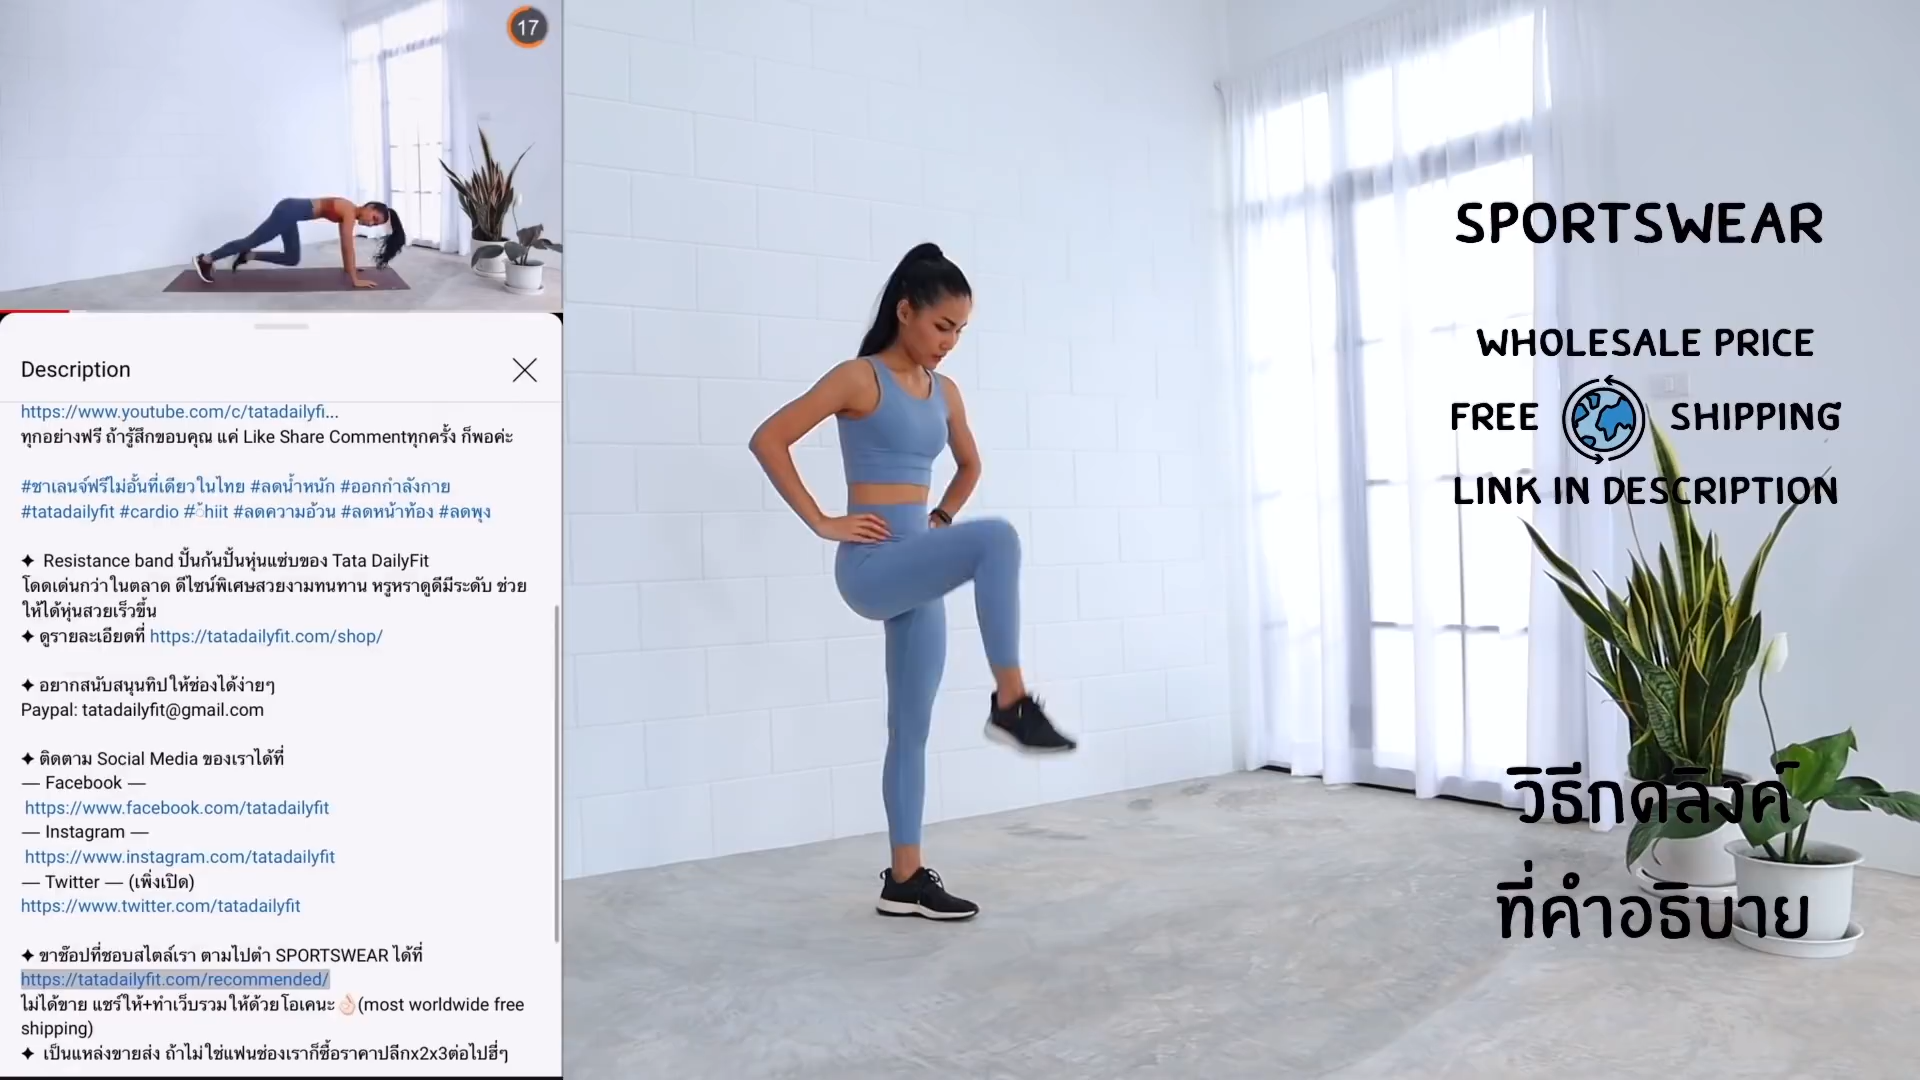 17
Description
https://www.youtube.com/c/tatadailyfi...
ทุกอย่างฟรี ถ้ารู้สึกขอบคุณ แค่ Like Share Commentทุกครั้ง ก็พอค่ะ
#ชาเลนจ์ฟรีไม่อั้นที่เดียวในไทย #ลดน้ำหนัก #ออกกำลังกาย
#tatadailyfit #cardio #ํhiit #ลดความอ้วน #ลดหน้าท้อง #ลดพุง
✦ Resistance band ปั้นก้นปั้นหุ่นแซ่บของ Tata DailyFit
โดดเด่นกว่าในตลาด ดีไซน์พิเศษสวยงามทนทาน หรูหราดูดีมีระดับ ช่วย
ให้ได้หุ่นสวยเร็วขึ้น
✦ ดูรายละเอียดที่ https://tatadailyfit.com/shop/
✦ อยากสนับสนุนทิปให้ช่องได้ง่ายๆ
Paypal: tatadailyfit@gmail.com
✦ ติดตาม Social Media ของเราได้ที่
— Facebook —
https://www.facebook.com/tatadailyfit
— Instagram —
https://www.instagram.com/tatadailyfit
— Twitter — (เพิ่งเปิด)
https://www.twitter.com/tatadailyfit
✦ ขาช๊อปที่ชอบสไตล์เรา ตามไปตำ SPORTSWEAR ได้ที่
https://tatadailyfit.com/recommended/
ไม่ได้ขาย แชร์ให้+ทำเว็บรวมให้ด้วยโอเคนะ👌🏻(most worldwide free
shipping)
✦ เป็นแหล่งขายส่ง ถ้าไม่ใช่แฟนช่องเราก็ซื้อราคาปลีกx2x3ต่อไปฮี่ๆ
SPORTSWEAR
WHOLESALE PRICE
FREE SHIPPING
LINK IN DESCRIPTION
วิธีกดลิงค์
ที่คำอธิบาย